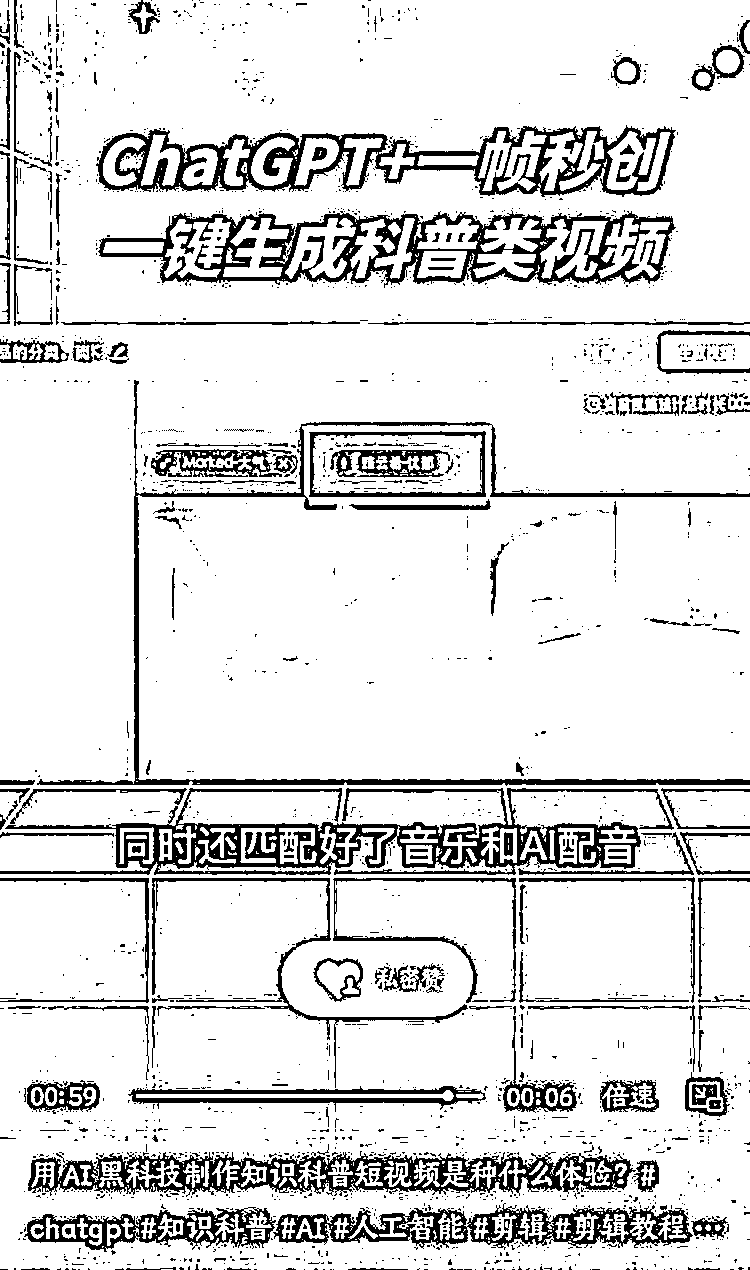 ChatGPT+一帧秒创
一键生成科普类视频
同时还匹配好了音乐和AI配音
私密赞
00:59
00:06
倍速
用AI黑科技制作知识科普短视频是种什么体验？#
chatgpt #知识科普 #AI #人工智能 #剪辑 #剪辑教程 ...